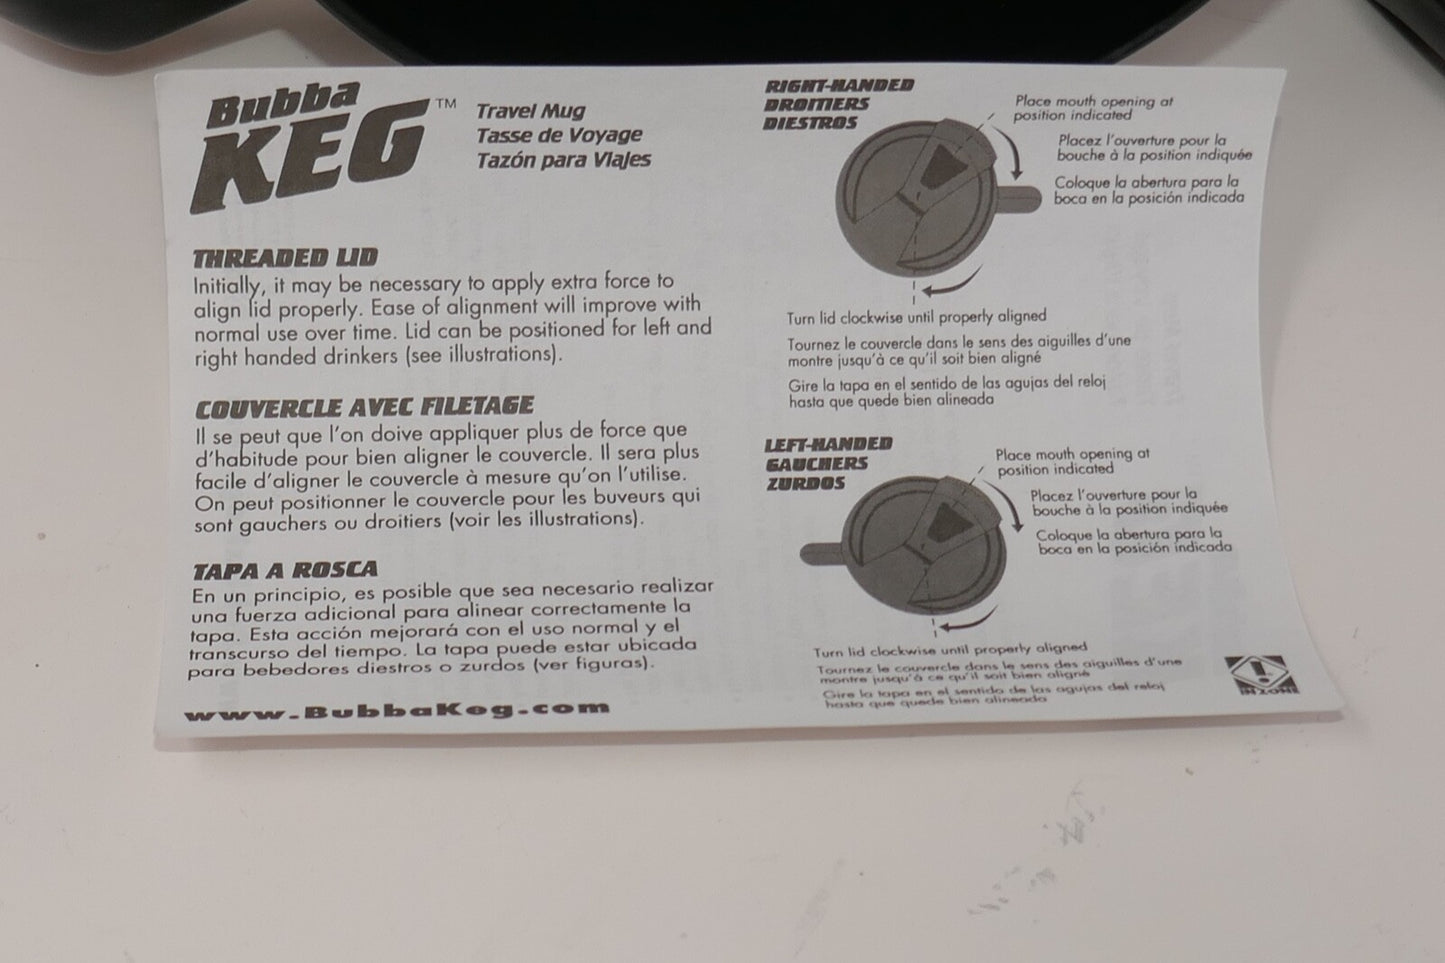 Bubba
KEG™
Travel Mug
Tasse de Voyage
Tazón para Viajes
THREADED LID
Initially, it may be necessary to apply extra force to
align lid properly. Ease of alignment will improve with
normal use over time. Lid can be positioned for left and
right handed drinkers (see illustrations).
COUVERCLE AVEC FILETAGE
Il se peut que l'on doive appliquer plus de force que
d'habitude pour bien aligner le couvercle. Il sera plus
facile d'aligner le couvercle à mesure qu'on l'utilise.
On peut positionner le couvercle pour les buveurs qui
sont gauchers ou droitiers (voir les illustrations).
TAPA A ROSCA
En un principio, es posible que sea necesario realizar
una fuerza adicional para alinear correctamente la
tapa. Esta acción mejorará con el uso normal y el
transcurso del tiempo. La tapa puede estar ubicada
para bebedores diestros o zurdos (ver figuras).
www.BubbaKeg.com
RIGHT-HANDED
DROITIERS
DIESTROS
Place mouth opening at
position indicated
Placez l'ouverture pour la
bouche à la position indiquée
Coloque la abertura para la
boca en la posición indicada
Turn lid clockwise until properly aligned
Tournez le couvercle dans le sens des aiguilles d'une
montre jusqu'à ce qu'il soit bien aligné
Gire la tapa en el sentido de las agujas del reloj
hasta que quede bien alineada
LEFT-HANDED
GAUCHERS
ZURDOS
Place mouth opening at
position indicated
Placez l'ouverture pour la
bouche à la position indiquée
Coloque la abertura para la
boca en la posición indicada
Turn lid clockwise until properly aligned
Tournez le couvercle dans le sens des aiguilles d'une
montre jusqu'à ce qu'il soit bien aligné
Gire la tapa en el sentido de las agujas del reloj
hasta que quede bien alineada
INZONE